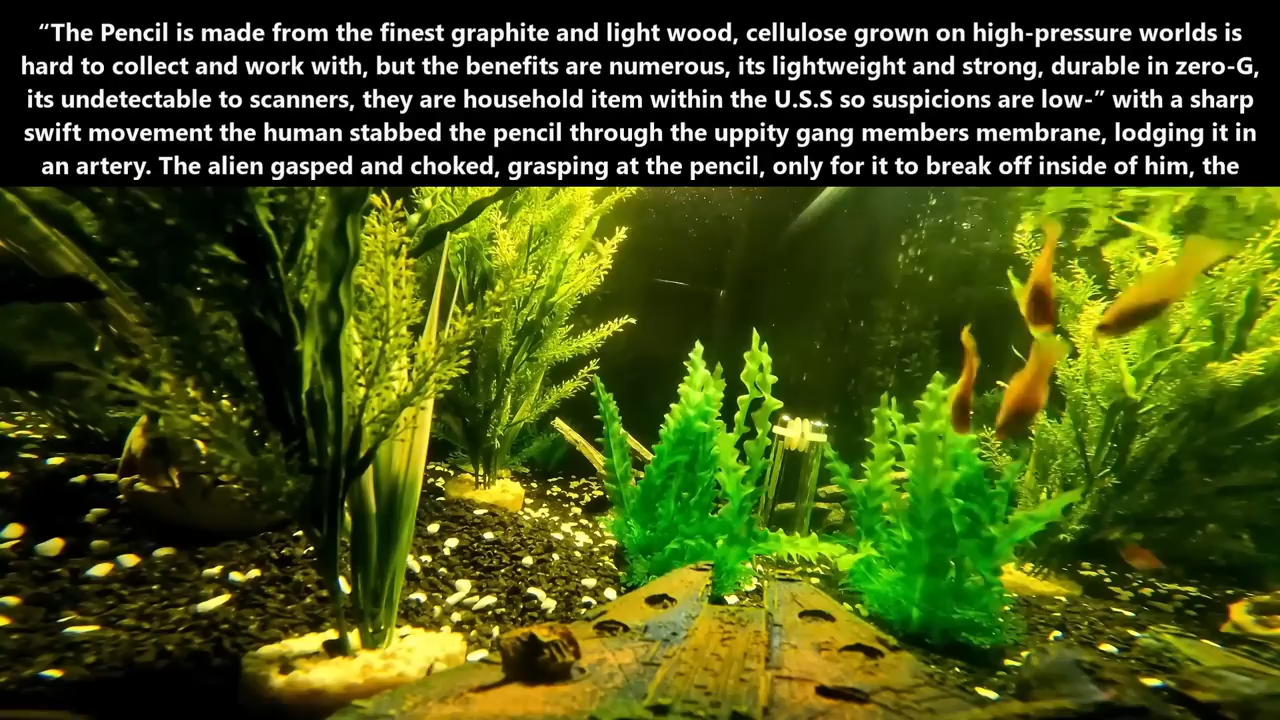 “The Pencil is made from the finest graphite and light wood, cellulose grown on high-pressure worlds is
hard to collect and work with, but the benefits are numerous, its lightweight and strong, durable in zero-G,
its undetectable to scanners, they are household item within the U.S.S so suspicions are low-” with a sharp
swift movement the human stabbed the pencil through the uppity gang members membrane, lodging it in
an artery. The alien gasped and choked, grasping at the pencil, only for it to break off inside of him, the